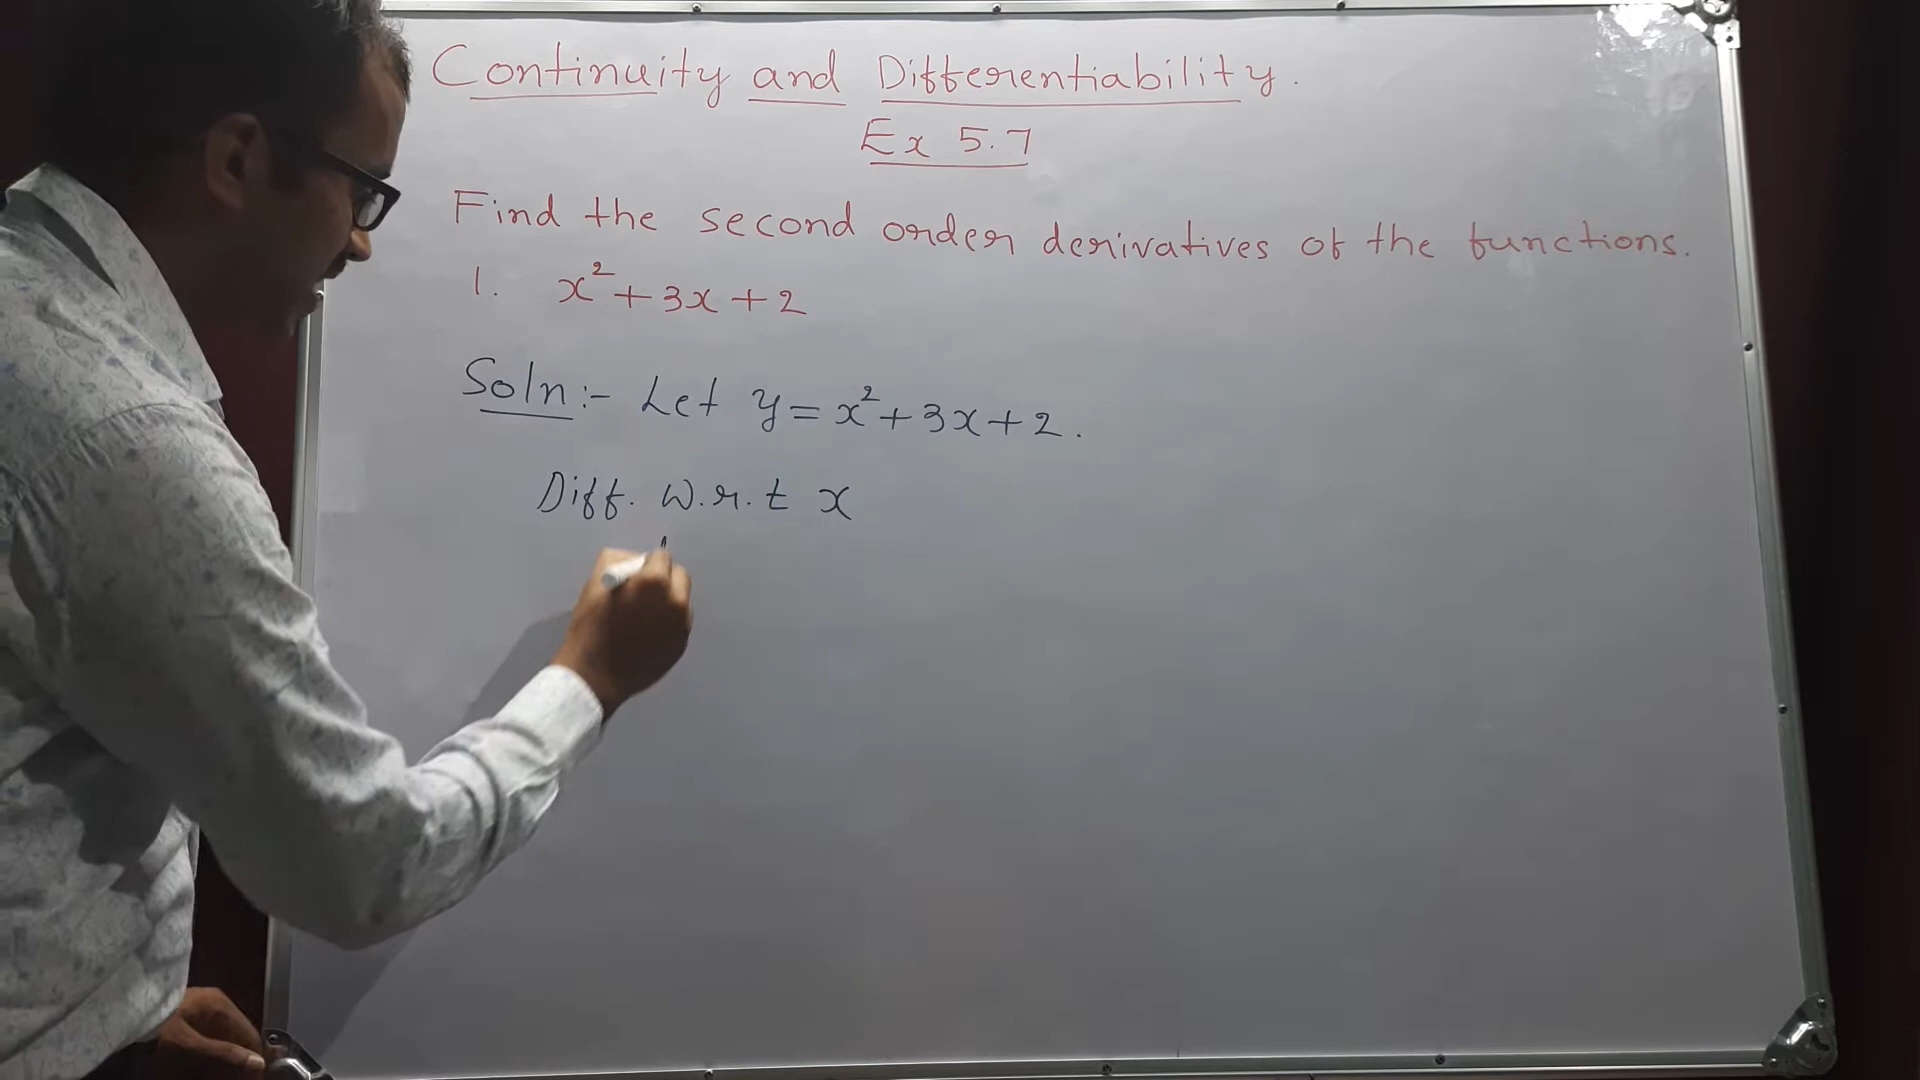 Continuity and Differentiability.
Ex 5.7
Find the second order derivatives of the functions.
1. x²+3x+2
Soln:- Let y=x²+3x+2.
Diff. w.r.t x